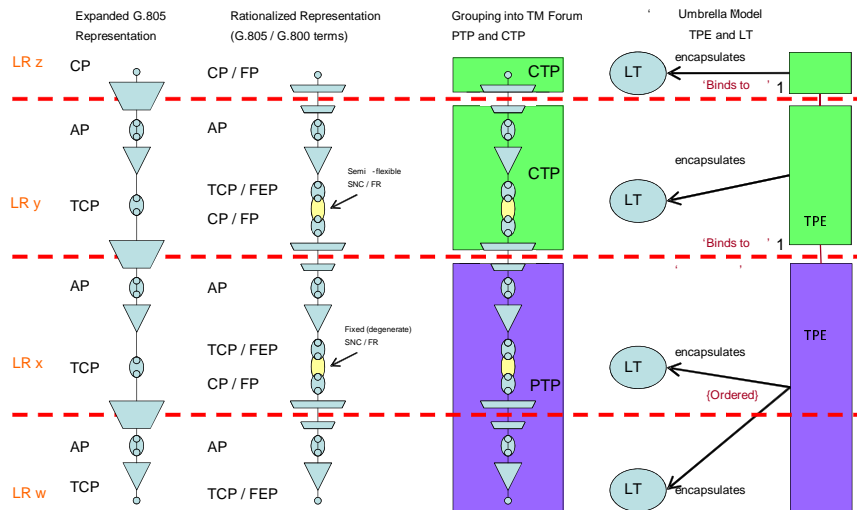 Expanded G.805
Representation
Rationalized Representation
(G.805 / G.800 terms)
Grouping into TM Forum
PTP and CTP
‘ Umbrella Model
TPE and LT
LR z
CP
CP / FP
CTP
LT
encapsulates
‘Binds to ’ 1
AP
AP
CTP
encapsulates
Semi -flexible
SNC / FR
LR y
TCP
TCP / FEP
CP / FP
LT
TPE
‘Binds to ’ 1
‘ ’
AP
AP
Fixed (degenerate)
SNC / FR
TPE
LR x
TCP
TCP / FEP
CP / FP
PTP
LT
encapsulates
{Ordered}
AP
AP
LR w
TCP
TCP / FEP
LT
encapsulates